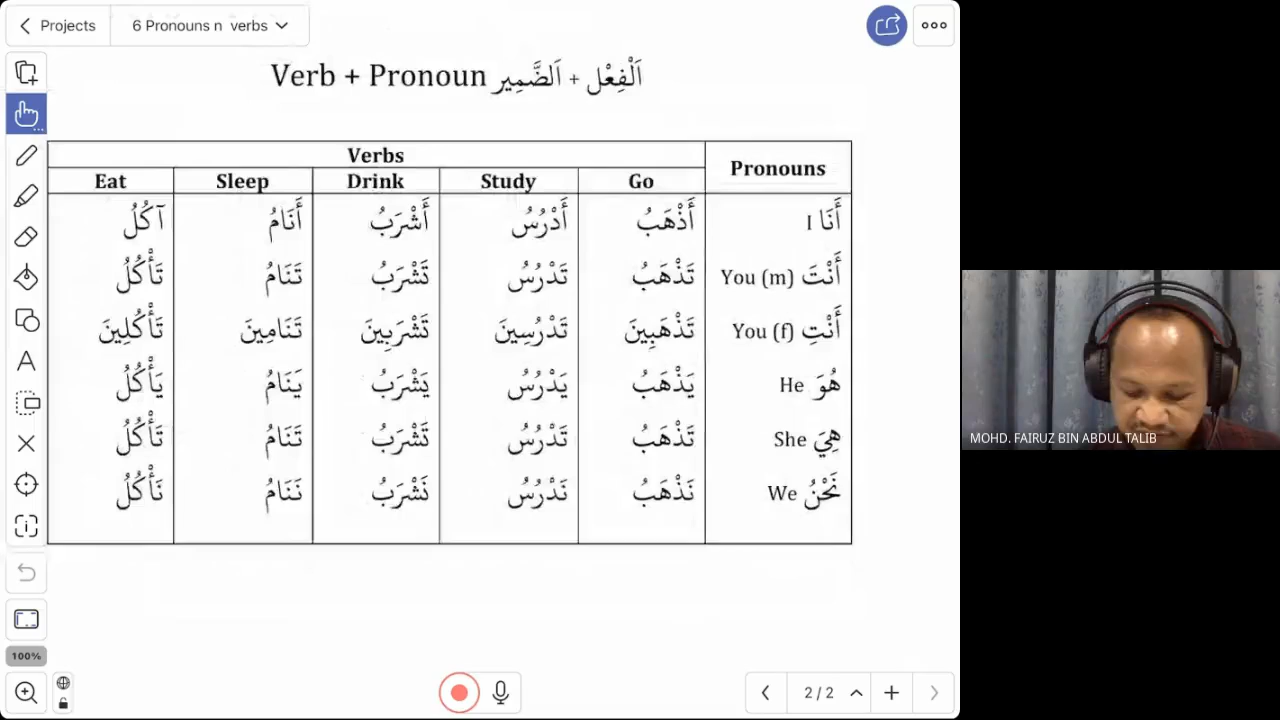 Projects
6 Pronouns n verbs
Verb + Pronoun اَلْفِعْل + اَلضَّمِير
Verbs
Pronouns
Eat Sleep Drink Study Go
آكُلُ أَنَامُ أَشْرَبُ أَدْرُسُ أَذْهَبُ I أَنَا
تَأْكُلُ تَنَامُ تَشْرَبُ تَدْرُسُ تَذْهَبُ You (m) أَنْتَ
تَأْكُلِينَ تَنَامِينَ تَشْرَبِينَ تَدْرُسِينَ تَذْهَبِينَ You (f) أَنْتِ
يَأْكُلُ يَنَامُ يَشْرَبُ يَدْرُسُ يَذْهَبُ He هُوَ
تَأْكُلُ تَنَامُ تَشْرَبُ تَدْرُسُ تَذْهَبُ She هِيَ
نَأْكُلُ نَنَامُ نَشْرَبُ نَدْرُسُ نَذْهَبُ We نَحْنُ
MOHD. FAIRUZ BIN ABDUL TALIB
100%
2 / 2